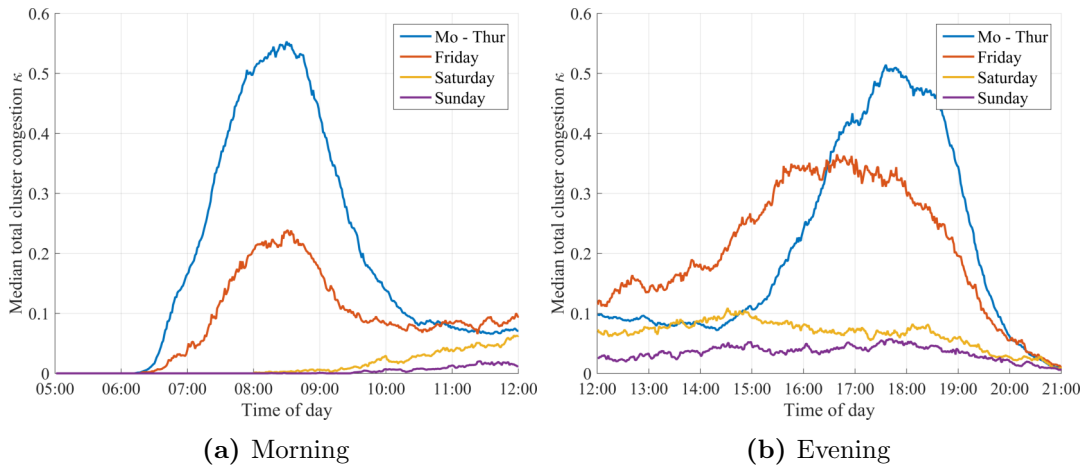 0.6
0.5
0.4
0.3
0.2
0.1
0
Median total cluster congestion κ
05:00 06:00 07:00 08:00 09:00 10:00 11:00 12:00
Time of day
Mo - Thur
Friday
Saturday
Sunday
(a) Morning
0.6
0.5
0.4
0.3
0.2
0.1
0
Median total cluster congestion κ
12:00 13:00 14:00 15:00 16:00 17:00 18:00 19:00 20:00 21:00
Time of day
Mo - Thur
Friday
Saturday
Sunday
(b) Evening